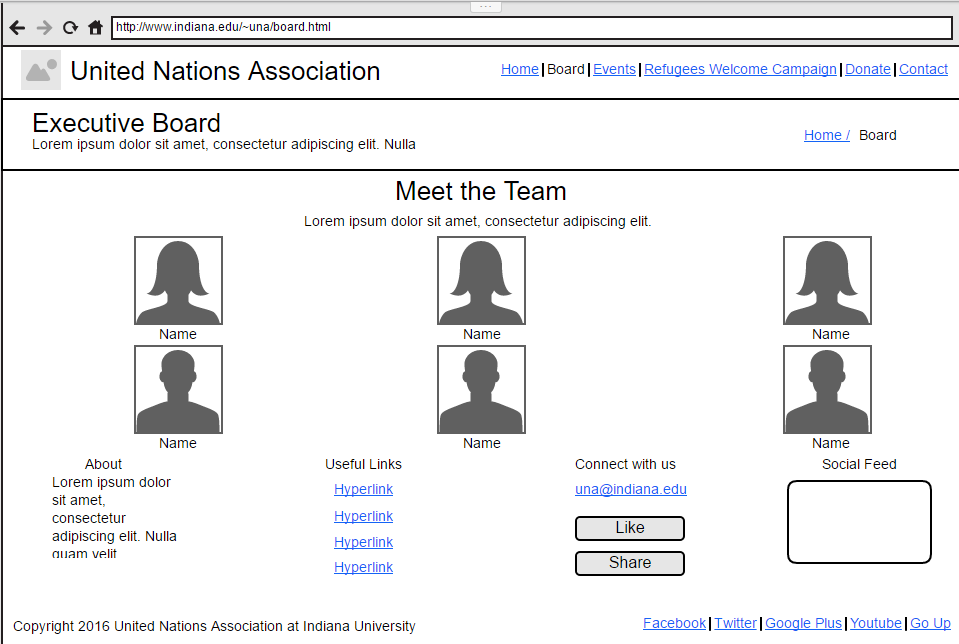 http://www.indiana.edu/~una/board.html
United Nations Association
Home | Board | Events | Refugees Welcome Campaign | Donate | Contact
Executive Board
Lorem ipsum dolor sit amet, consectetur adipiscing elit. Nulla
Home / Board
Meet the Team
Lorem ipsum dolor sit amet, consectetur adipiscing elit.
Name
Name
Name
Name
Name
Name
About
Lorem ipsum dolor
sit amet,
consectetur
adipiscing elit. Nulla
quam velit
Useful Links
Hyperlink
Hyperlink
Hyperlink
Hyperlink
Connect with us
una@indiana.edu
Like
Share
Social Feed
Copyright 2016 United Nations Association at Indiana University
Facebook | Twitter | Google Plus | Youtube | Go Up